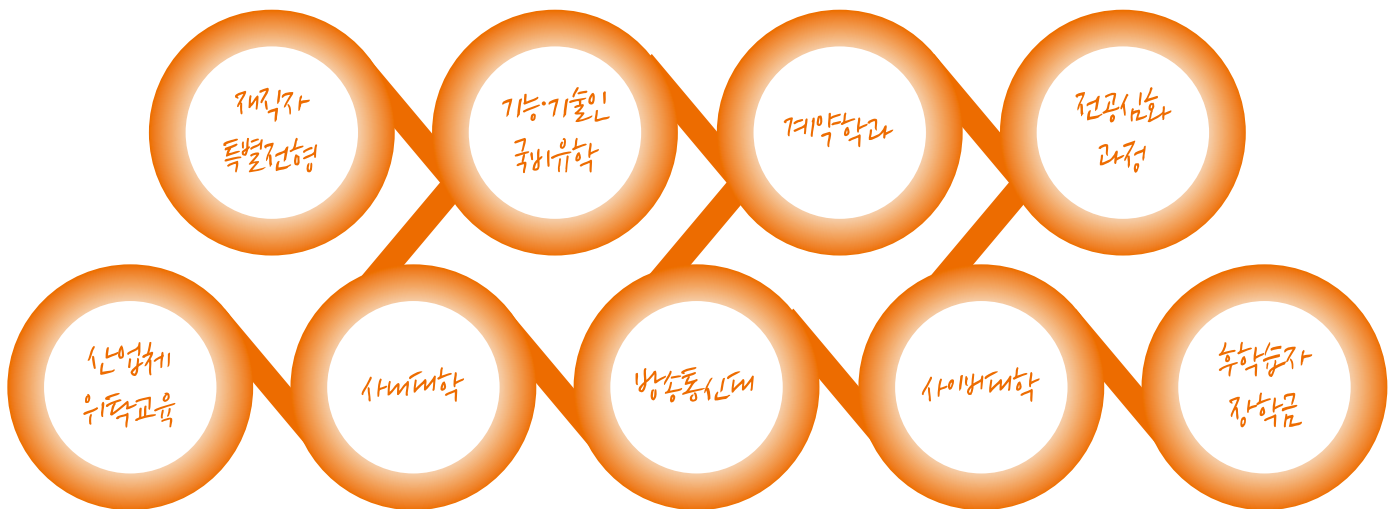 재직자
특별전형
기능·기술인
국비유학
계약학과
전공심화
과정
산업체
위탁교육
사내대학
방송통신대
사이버대학
후학습자
장학금